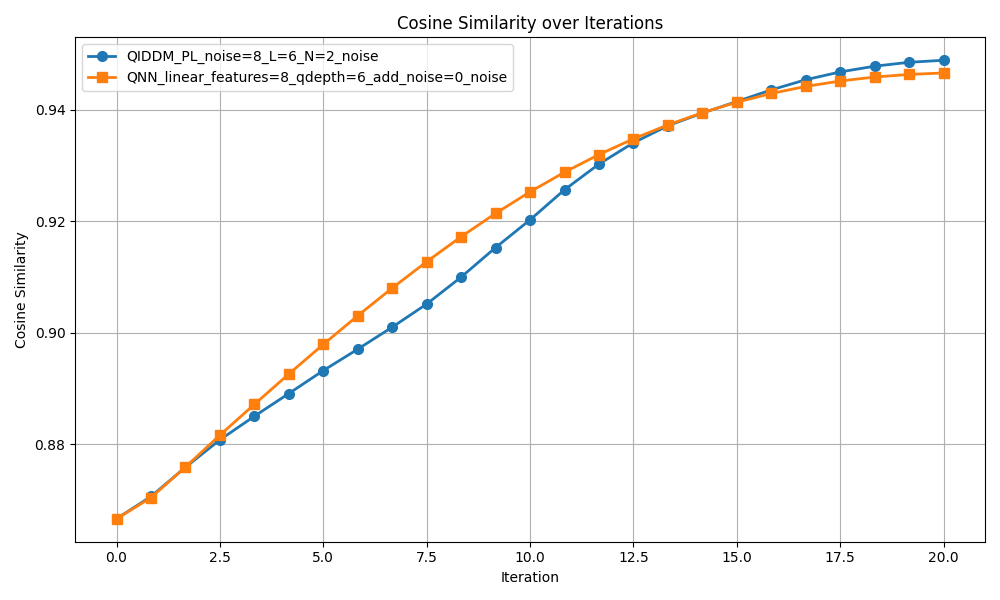 Cosine Similarity over Iterations
QIDDM_PL_noise=8_L=6_N=2_noise
QNN_linear_features=8_qdepth=6_add_noise=0_noise
Cosine Similarity
0.94
0.92
0.90
0.88
0.0 2.5 5.0 7.5 10.0 12.5 15.0 17.5 20.0
Iteration